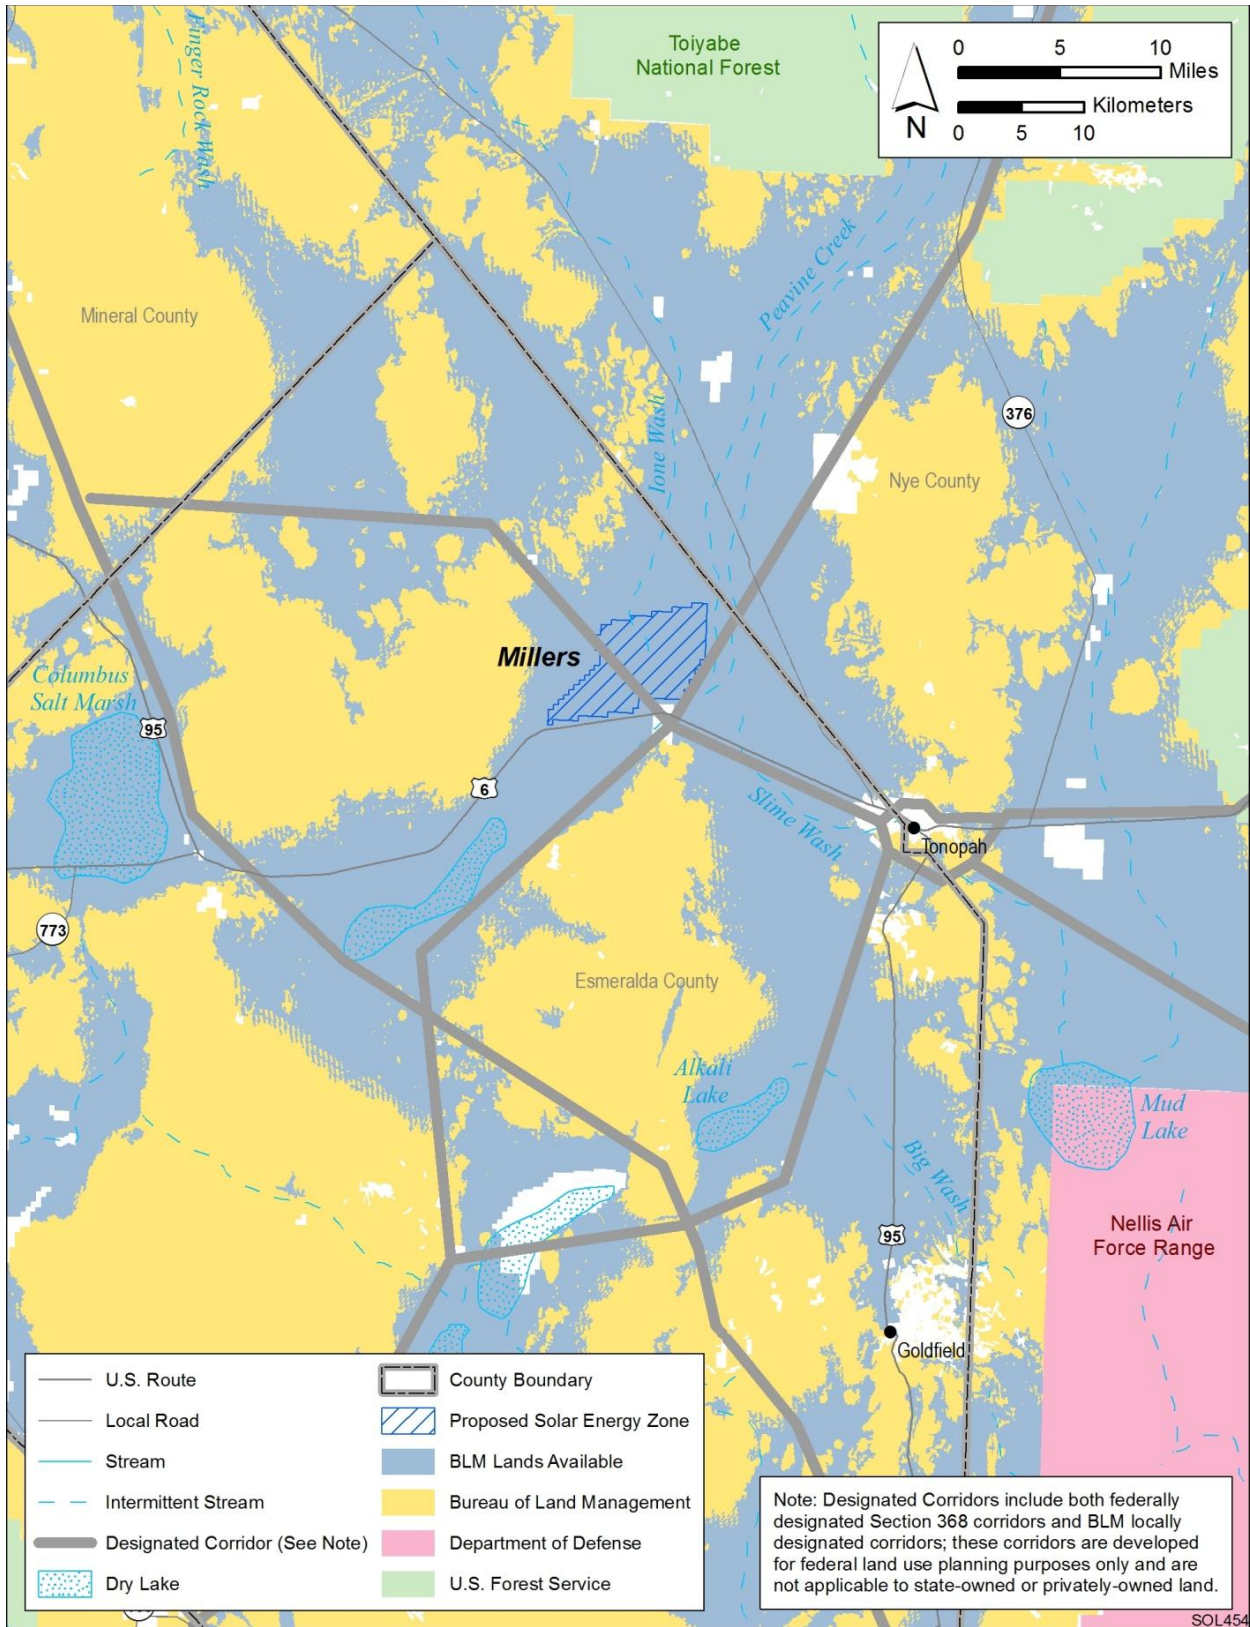 Finger Rock Wash
Toiyabe
National Forest
0 5 10
Miles
Kilometers
0 5 10
N
Peavine Creek
Mineral County
Ione Wash
376
Nye County
Millers
Columbus
Salt Marsh
95
6
Slime Wash
Tonopah
773
Esmeralda County
Alkali
Lake
Mud
Lake
Big Wash
Nellis Air
Force Range
95
Goldfield
U.S. Route
Local Road
Stream
Intermittent Stream
Designated Corridor (See Note)
Dry Lake
County Boundary
Proposed Solar Energy Zone
BLM Lands Available
Bureau of Land Management
Department of Defense
U.S. Forest Service
Note: Designated Corridors include both federally
designated Section 368 corridors and BLM locally
designated corridors; these corridors are developed
for federal land use planning purposes only and are
not applicable to state-owned or privately-owned land.
SOL454